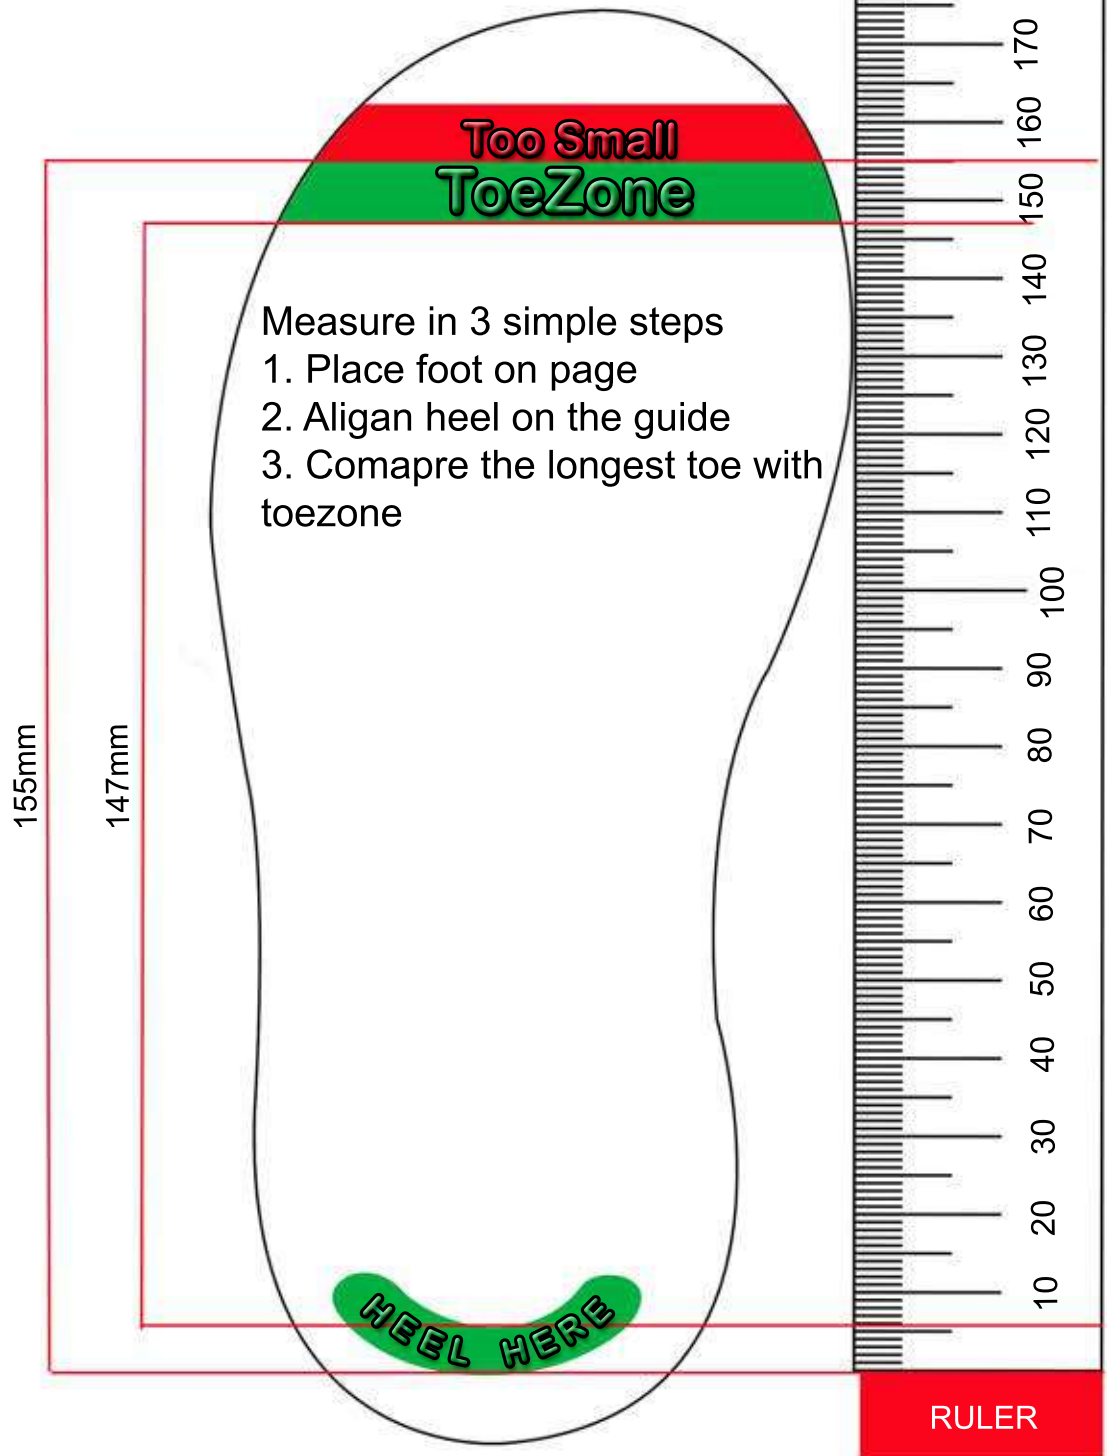 Too Small
ToeZone
Measure in 3 simple steps
1. Place foot on page
2. Aligan heel on the guide
3. Comapre the longest toe with
toezone
155mm
147mm
HEEL HERE
170
160
150
140
130
120
110
100
90
80
70
60
50
40
30
20
10
RULER